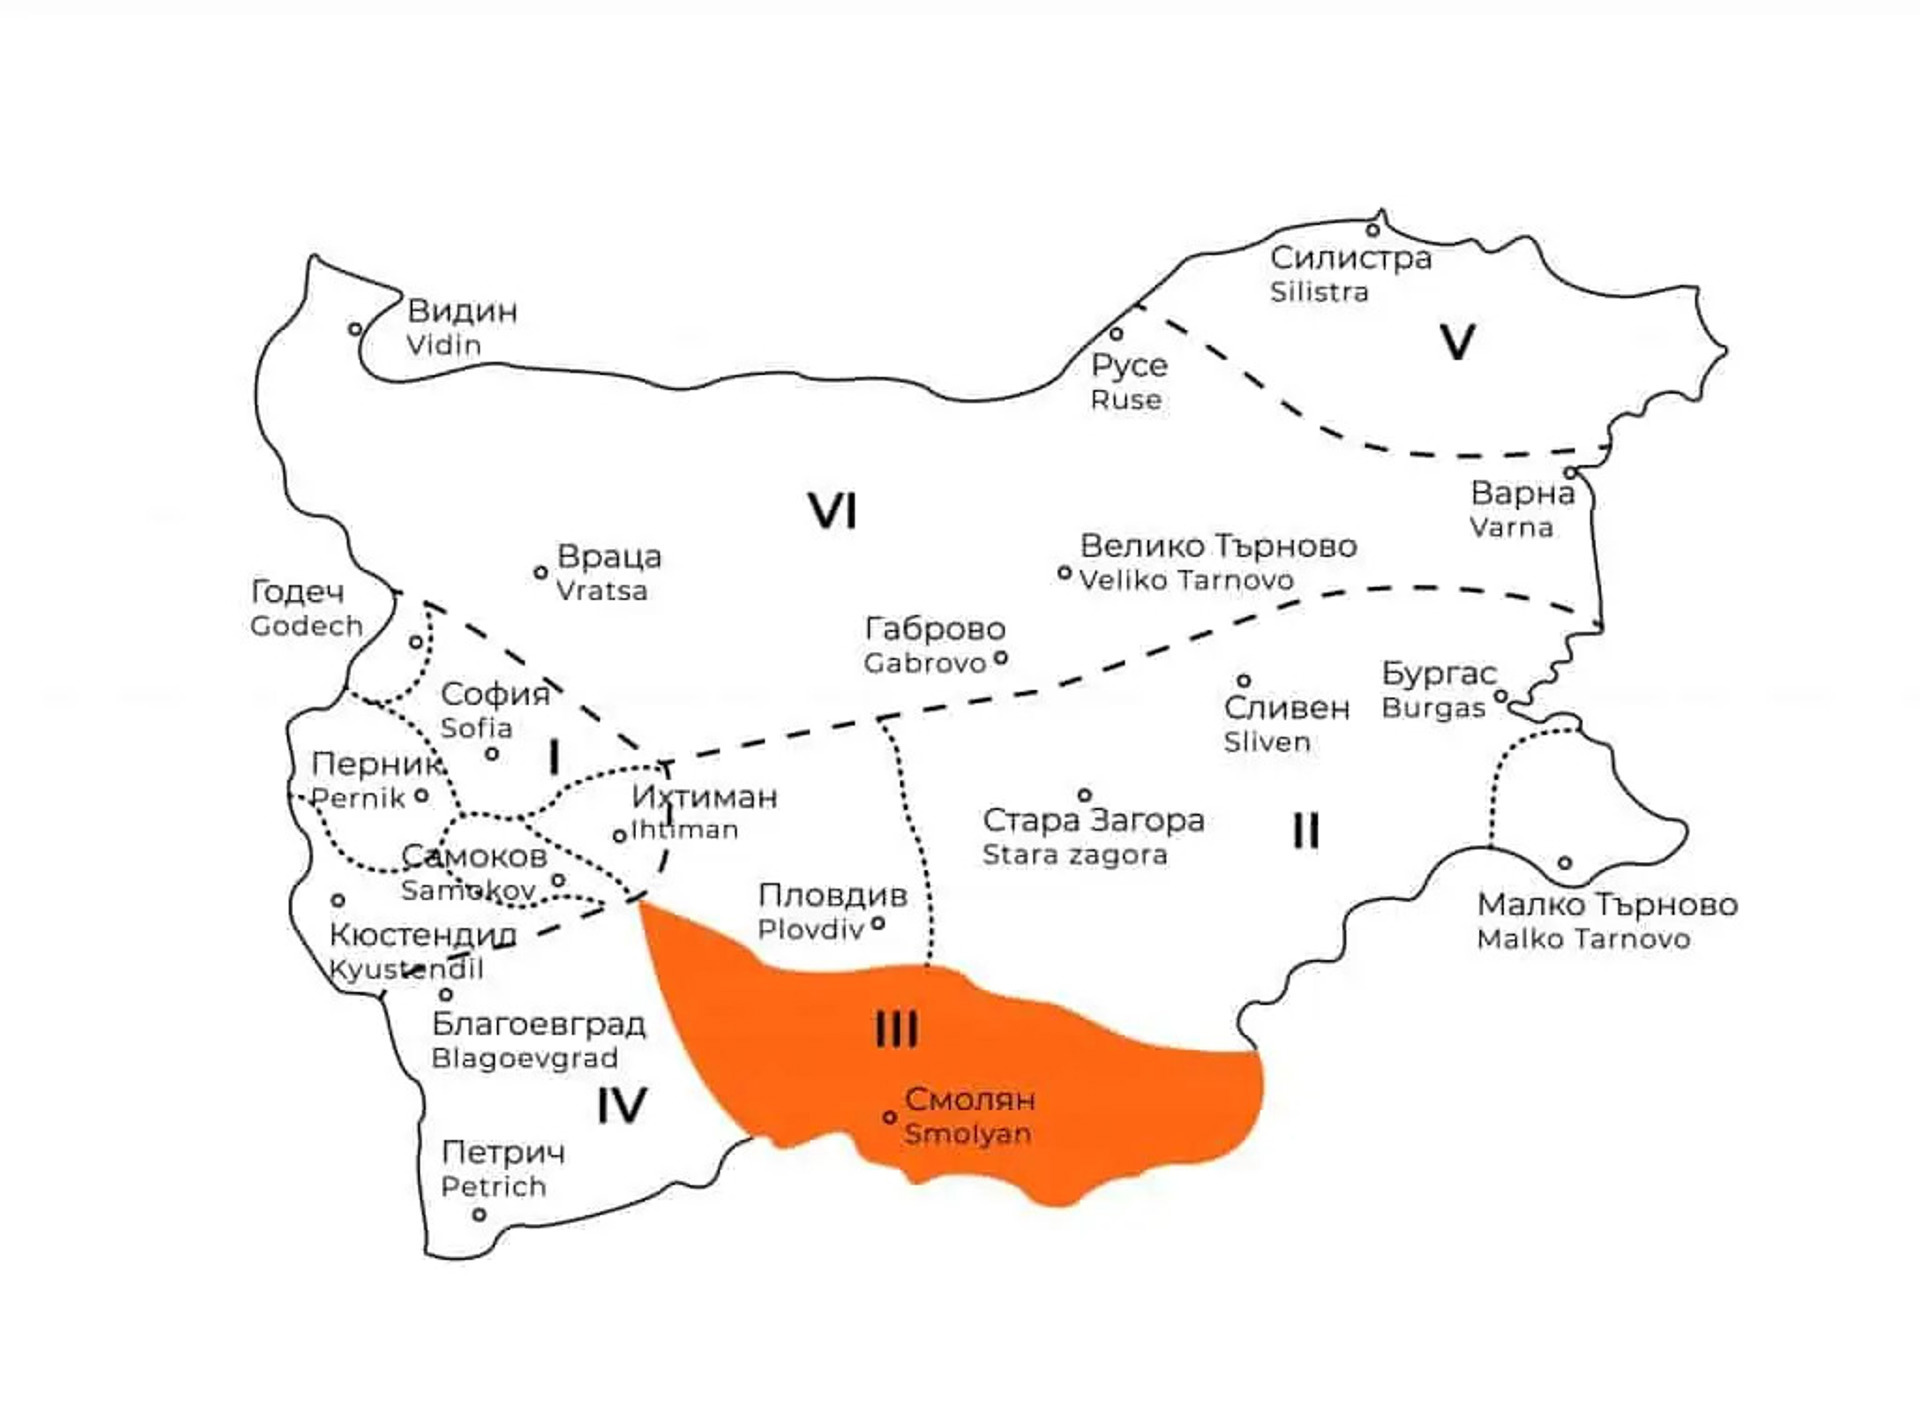 Силистра
Silistra
Видин
Vidin
V
Русе
Ruse
VI
Варна
Varna
Враца
Vratsa
Велико Търново
Veliko Tarnovo
Годеч
Godech
Габрово
Gabrovo
София
Sofia
I
Сливен
Sliven
Бургас
Burgas
Перник
Pernik
Ихтиман
Ihtiman
Стара Загора
Stara zagora
II
Самоков
Samokov
Пловдив
Plovdiv
Малко Търново
Malko Tarnovo
Кюстендил
Kyustendil
III
Благоевград
Blagoevgrad
IV
Смолян
Smolyan
Петрич
Petrich